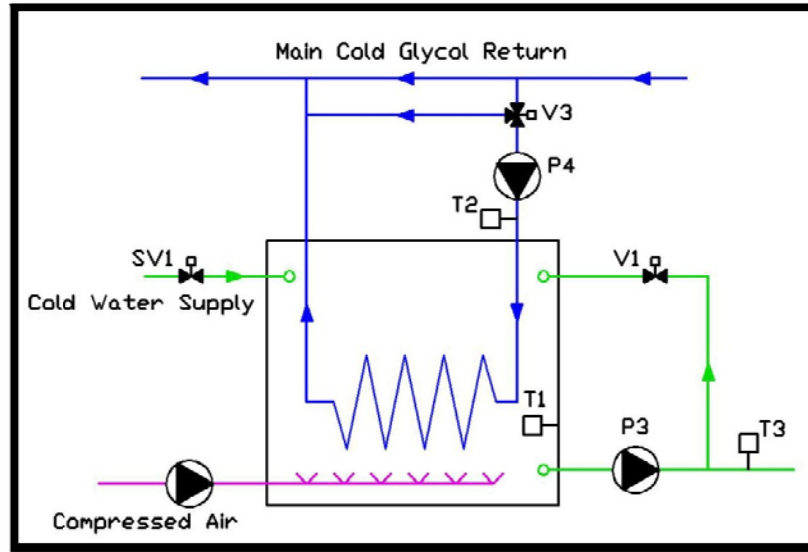 Main Cold Glycol Return
V3
P4
T2
SV1
V1
Cold Water Supply
T1
P3
T3
Compressed Air